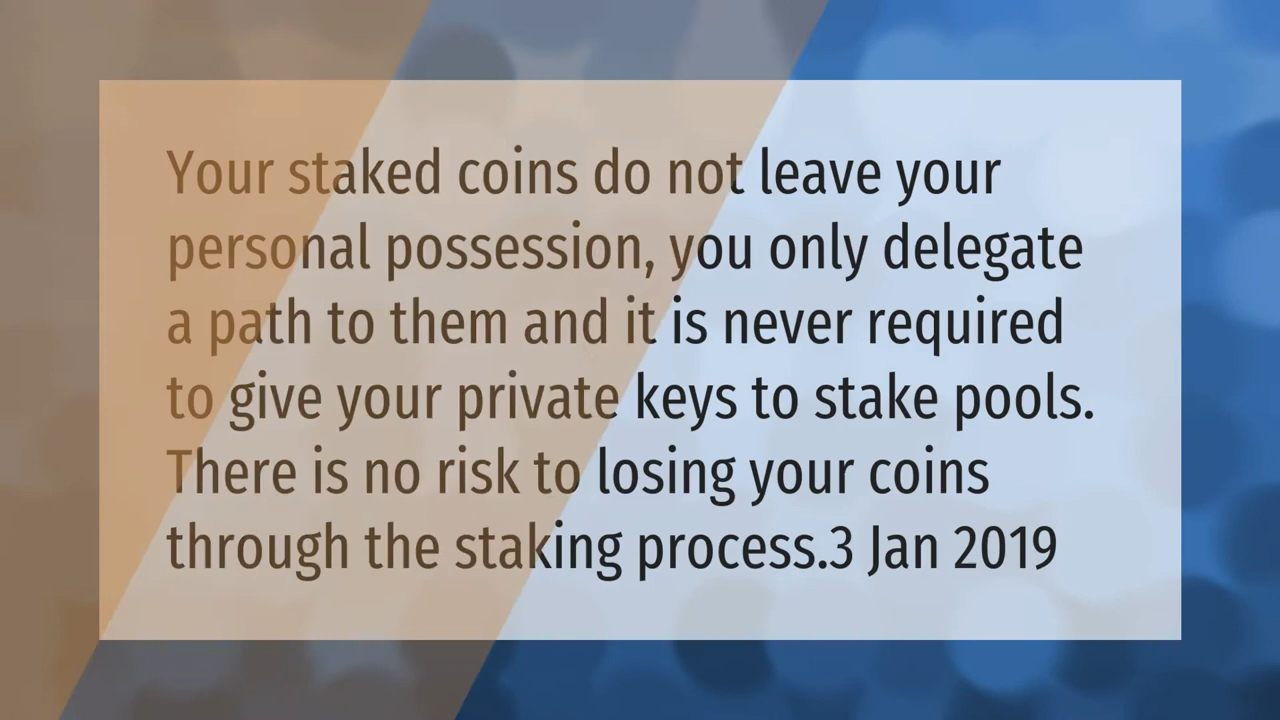 Your staked coins do not leave your
personal possession, you only delegate
a path to them and it is never required
to give your private keys to stake pools.
There is no risk to losing your coins
through the staking process.3 Jan 2019